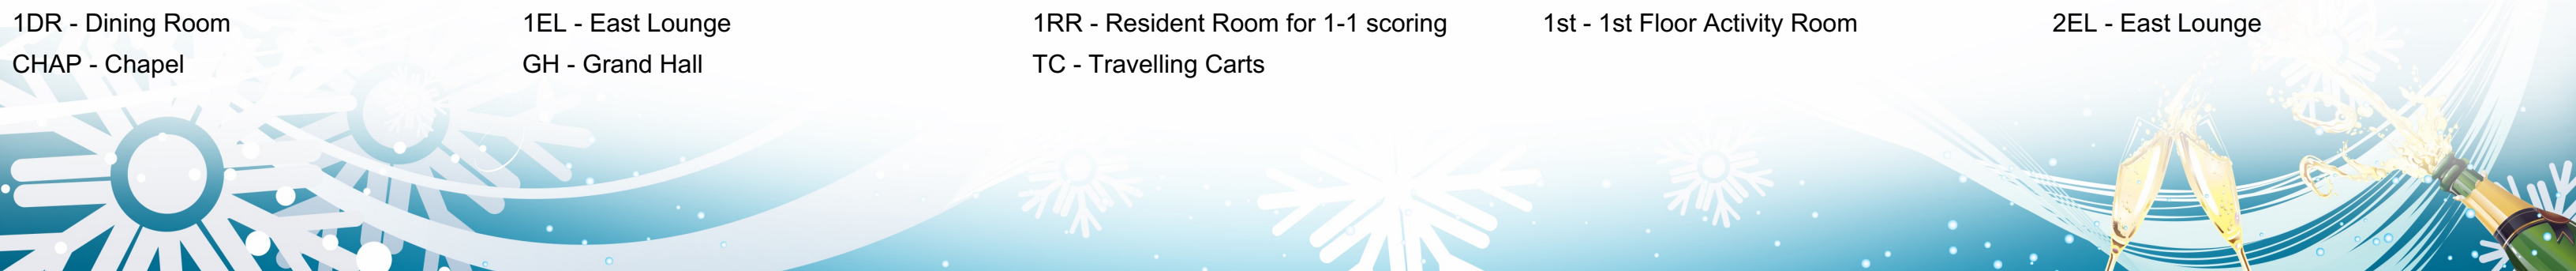 1DR - Dining Room
1EL - East Lounge
1RR - Resident Room for 1-1 scoring
1st - 1st Floor Activity Room
2EL - East Lounge
CHAP - Chapel
GH - Grand Hall
TC - Travelling Carts